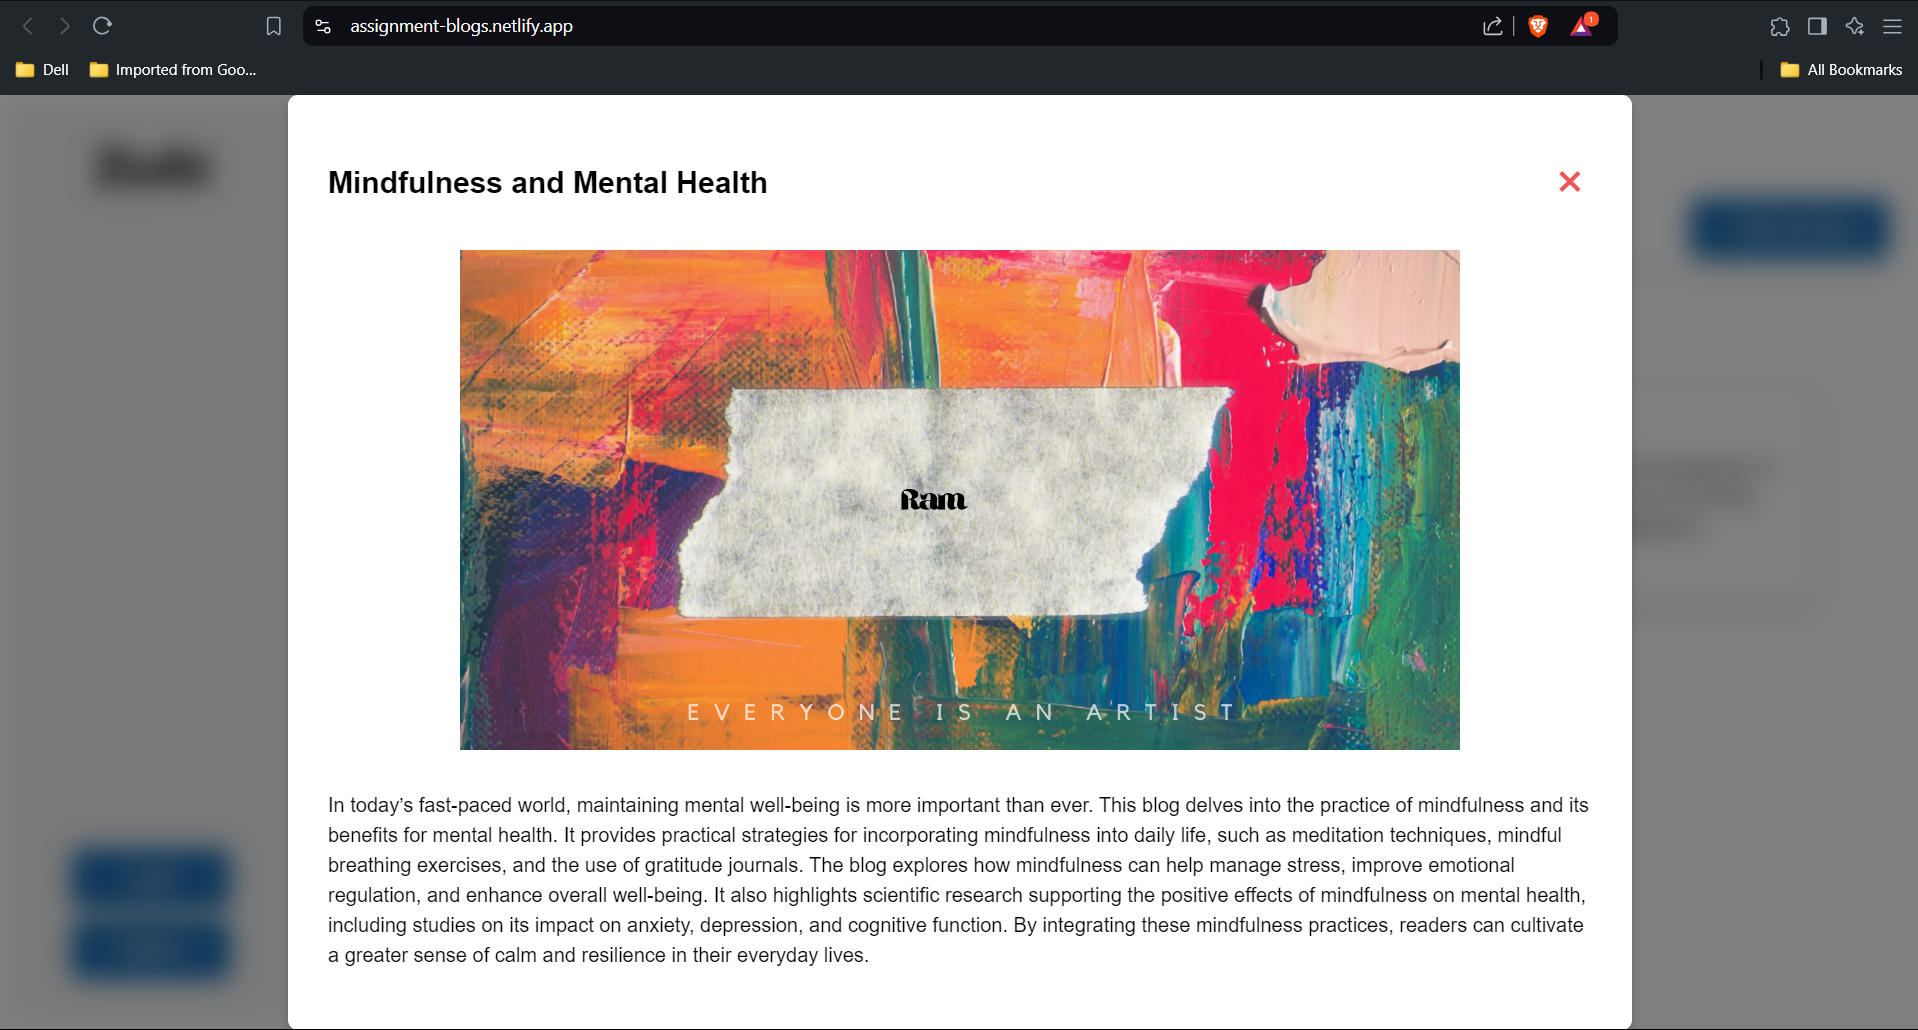 assignment-blogs.netlify.app
1
Dell
Imported from Goo...
All Bookmarks
Mindfulness and Mental Health
Ram
EVERYONE IS AN ARTIST
In today’s fast-paced world, maintaining mental well-being is more important than ever. This blog delves into the practice of mindfulness and its
benefits for mental health. It provides practical strategies for incorporating mindfulness into daily life, such as meditation techniques, mindful
breathing exercises, and the use of gratitude journals. The blog explores how mindfulness can help manage stress, improve emotional
regulation, and enhance overall well-being. It also highlights scientific research supporting the positive effects of mindfulness on mental health,
including studies on its impact on anxiety, depression, and cognitive function. By integrating these mindfulness practices, readers can cultivate
a greater sense of calm and resilience in their everyday lives.